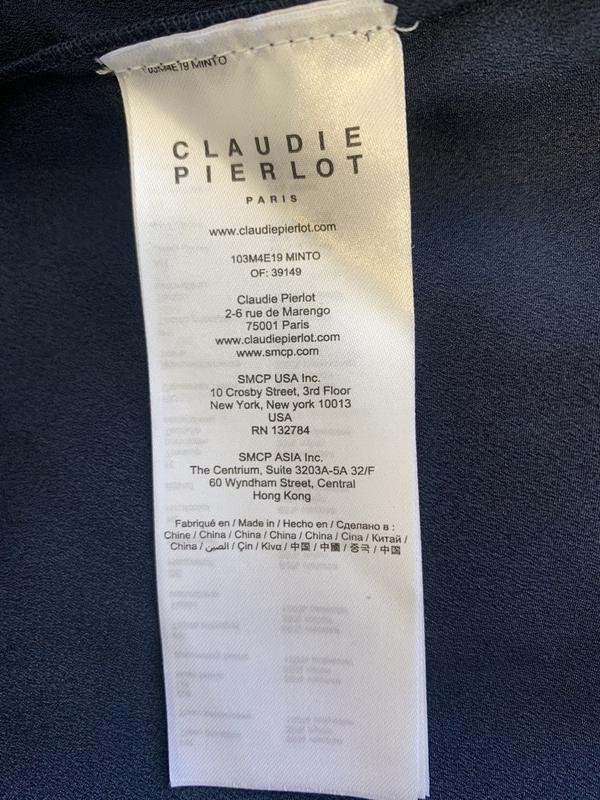 103M4E19 MINTO
CLAUDIE
PIERLOT
PARIS
www.claudiepierlot.com
103M4E19 MINTO
OF: 39149
Claudie Pierlot
2-6 rue de Marengo
75001 Paris
www.claudiepierlot.com
www.smcp.com
SMCP USA Inc.
10 Crosby Street, 3rd Floor
New York, New york 10013
USA
RN 132784
SMCP ASIA Inc.
The Centrium, Suite 3203A-5A 32/F
60 Wyndham Street, Central
Hong Kong
Fabriqué en / Made in / Hecho en / Сделано в :
Chine / China / China / China / China / Cina / Китай /
China / الصين / Çin / Κίνα / 中国 / 中國 / 중국 / 中国